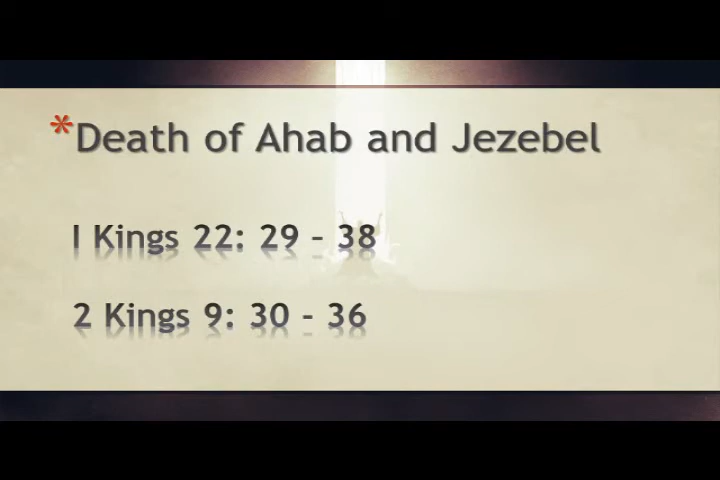 *Death of Ahab and Jezebel
I Kings 22: 29 – 38
2 Kings 9: 30 – 36